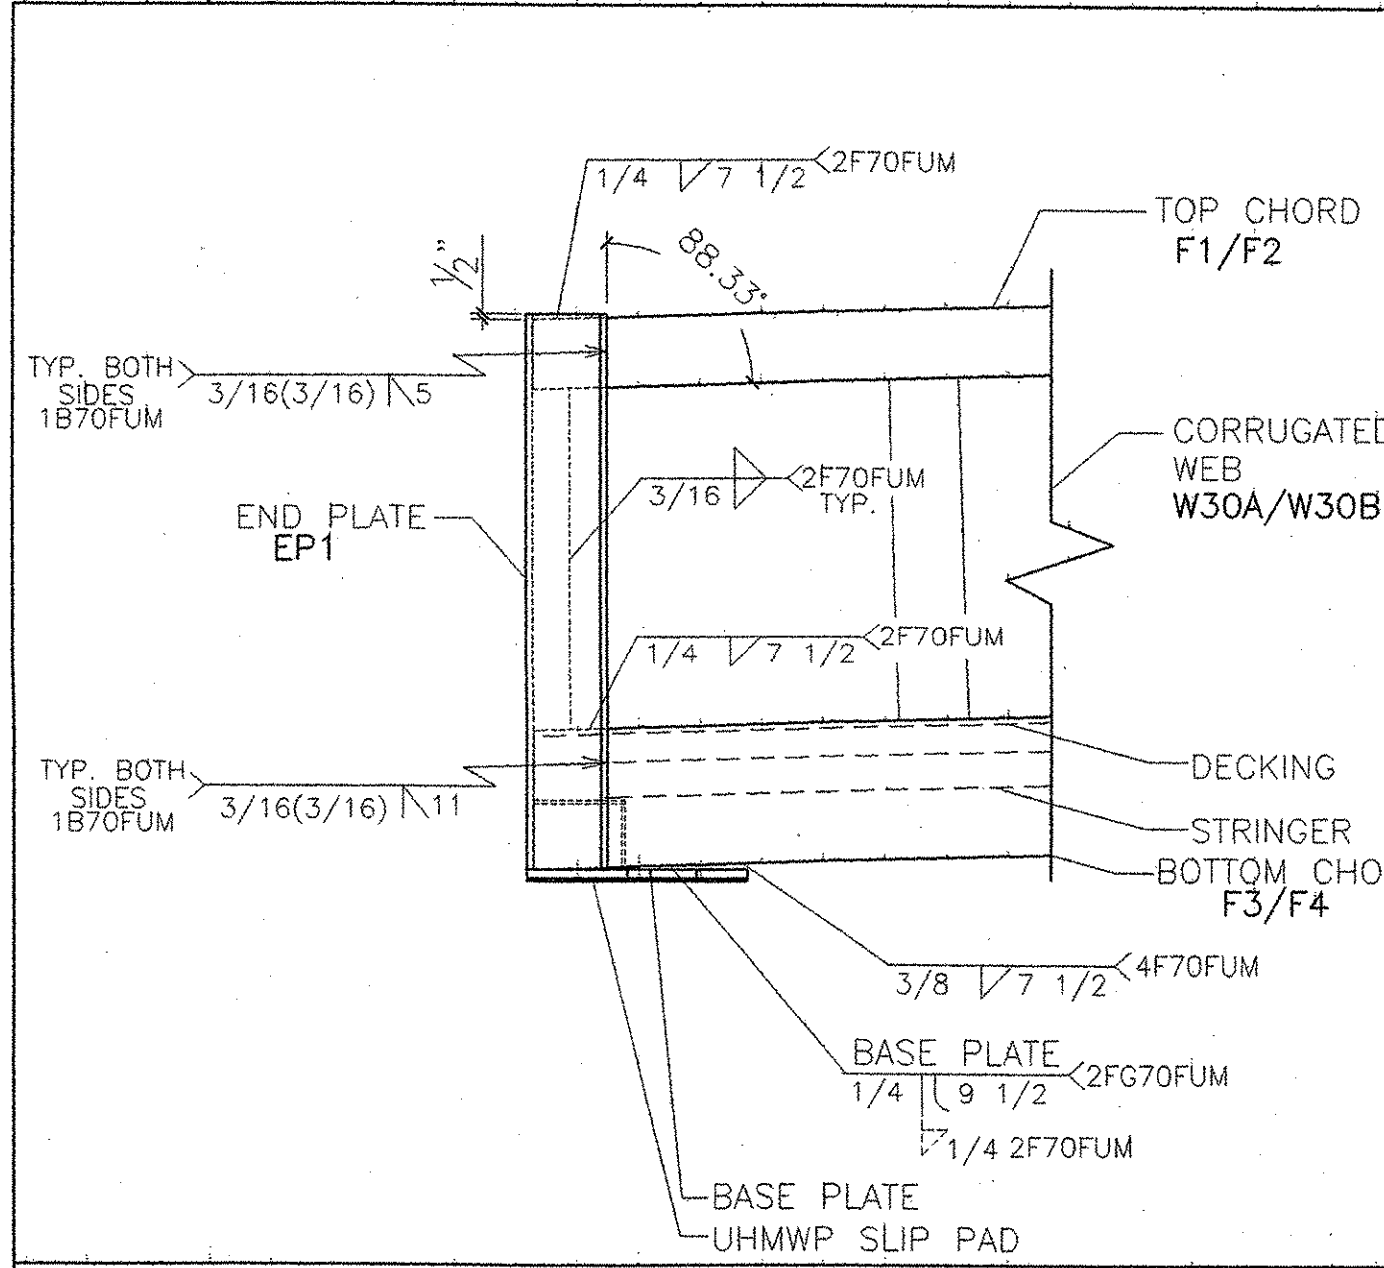 1/4 7 1/2 2F70FUM
TOP CHORD
F1/F2
1/2"
88.33°
TYP. BOTH
SIDES
1B70FUM
3/16(3/16) 5
CORRUGATED
WEB
W30A/W30B
3/16 2F70FUM
TYP.
END PLATE
EP1
1/4 7 1/2 2F70FUM
TYP. BOTH
SIDES
1B70FUM
3/16(3/16) 11
DECKING
STRINGER
BOTTOM CHO
F3/F4
3/8 7 1/2 4F70FUM
BASE PLATE
1/4 9 1/2 2FG70FUM
1/4 2F70FUM
BASE PLATE
UHMWP SLIP PAD